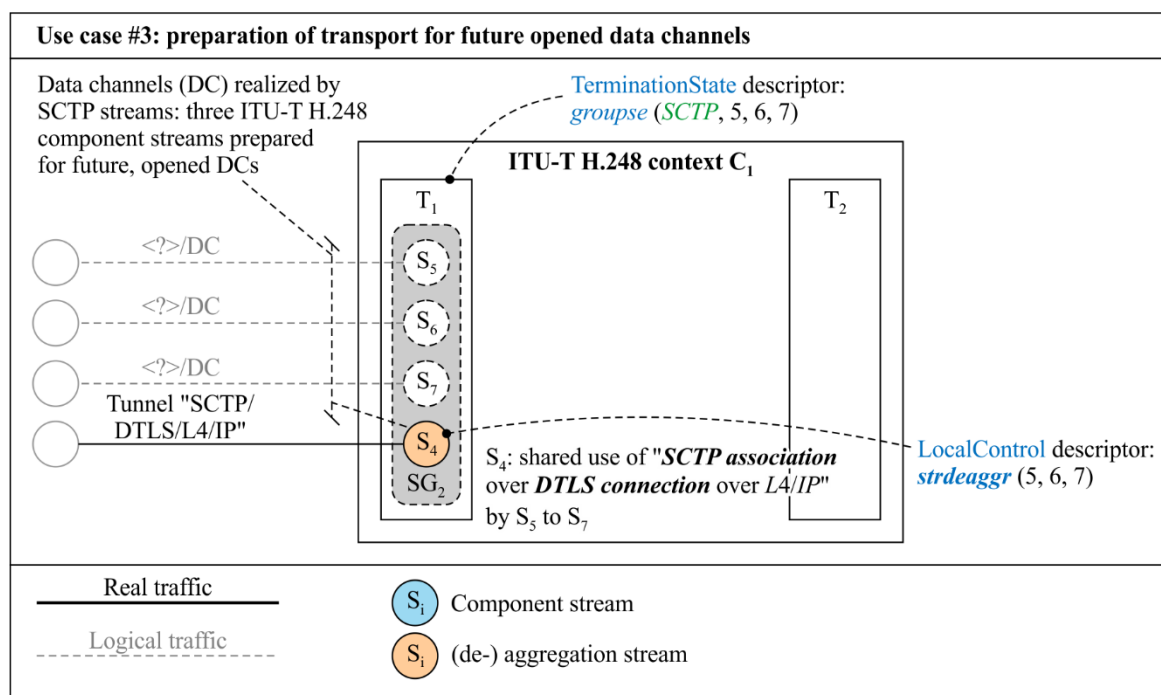 Use case #3: preparation of transport for future opened data channels
Data channels (DC) realized by
SCTP streams: three ITU-T H.248
component streams prepared
for future, opened DCs
TerminationState descriptor:
groupse (SCTP, 5, 6, 7)
ITU-T H.248 context C₁
T₁
T₂
<?>/DC
S₅
<?>/DC
S₆
<?>/DC
S₇
Tunnel "SCTP/
DTLS/L4/IP"
S₄
SG₂
S₄: shared use of "SCTP association
over DTLS connection over L4/IP"
by S₅ to S₇
LocalControl descriptor:
strdeaggr (5, 6, 7)
Real traffic
Logical traffic
Sᵢ Component stream
Sᵢ (de-) aggregation stream